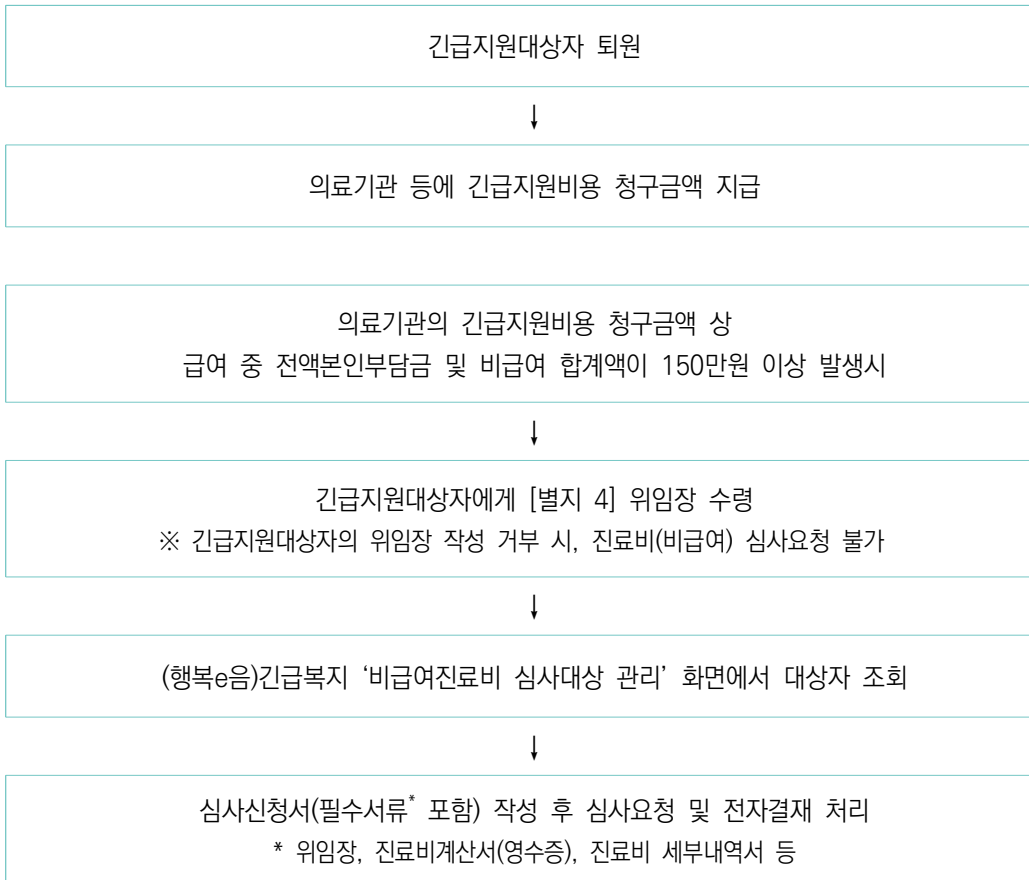 긴급지원대상자 퇴원
↓
의료기관 등에 긴급지원비용 청구금액 지급
의료기관의 긴급지원비용 청구금액 상
급여 중 전액본인부담금 및 비급여 합계액이 150만원 이상 발생시
↓
긴급지원대상자에게 [별지 4] 위임장 수령
※ 긴급지원대상자의 위임장 작성 거부 시, 진료비(비급여) 심사요청 불가
↓
(행복e음)긴급복지 ‘비급여진료비 심사대상 관리’ 화면에서 대상자 조회
↓
심사신청서(필수서류* 포함) 작성 후 심사요청 및 전자결재 처리
* 위임장, 진료비계산서(영수증), 진료비 세부내역서 등